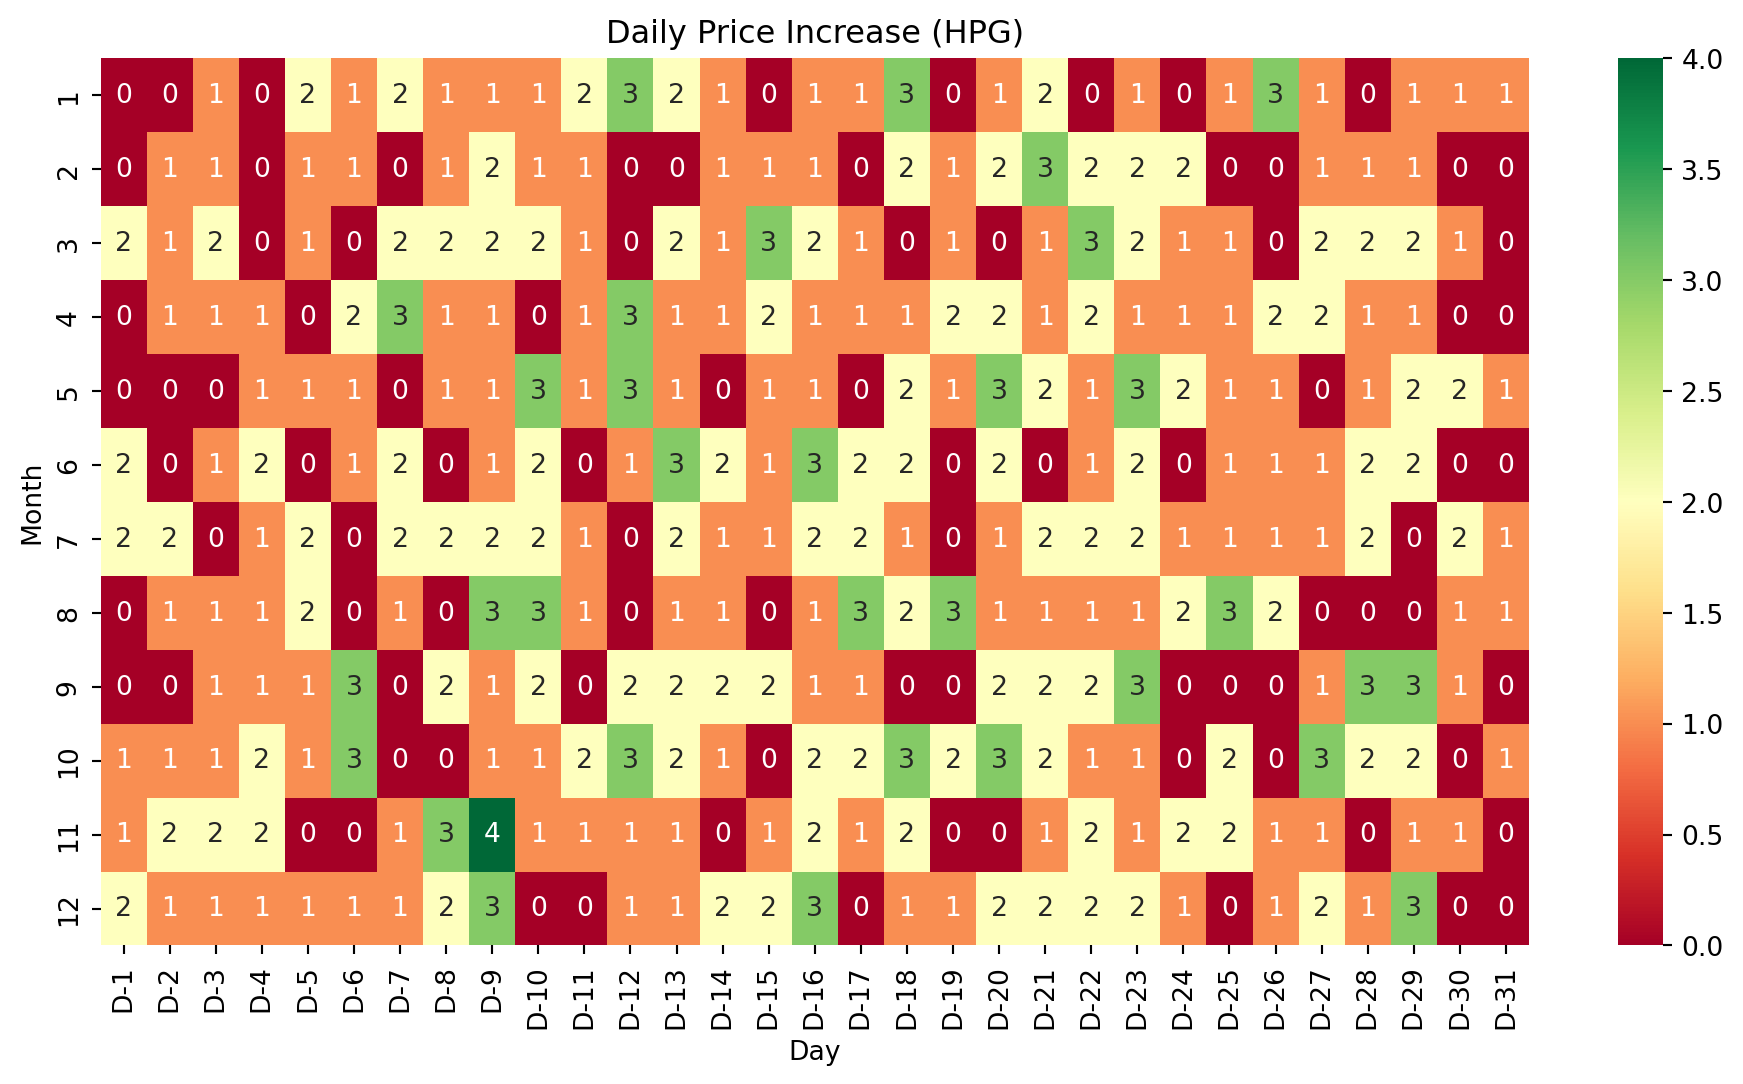 Daily Price Increase (HPG)
1 0 0 1 0 2 1 2 1 1 1 2 3 2 1 0 1 1 3 0 1 2 0 1 0 1 3 1 0 1 1 1
2 0 1 1 0 1 1 0 1 2 1 1 0 0 1 1 1 0 2 1 2 3 2 2 2 0 0 1 1 1 0 0
3 2 1 2 0 1 0 2 2 2 2 1 0 2 1 3 2 1 0 1 0 1 3 2 1 1 0 2 2 2 1 0
4 0 1 1 1 0 2 3 1 1 0 1 3 1 1 2 1 1 1 2 2 1 2 1 1 1 2 2 1 1 0 0
5 0 0 0 1 1 1 0 1 1 3 1 3 1 0 1 1 0 2 1 3 2 1 3 2 1 1 0 1 2 2 1
6 2 0 1 2 0 1 2 0 1 2 0 1 3 2 1 3 2 2 0 2 0 1 2 0 1 1 1 2 2 0 0
7 2 2 0 1 2 0 2 2 2 2 1 0 2 1 1 2 2 1 0 1 2 2 2 1 1 1 1 2 0 2 1
8 0 1 1 1 2 0 1 0 3 3 1 0 1 1 0 1 3 2 3 1 1 1 1 2 3 2 0 0 0 1 1
9 0 0 1 1 1 3 0 2 1 2 0 2 2 2 2 1 1 0 0 2 2 2 3 0 0 0 1 3 3 1 0
10 1 1 1 2 1 3 0 0 1 1 2 3 2 1 0 2 2 3 2 3 2 1 1 0 2 0 3 2 2 0 1
11 1 2 2 2 0 0 1 3 4 1 1 1 1 0 1 2 1 2 0 0 1 2 1 2 2 1 1 0 1 1 0
12 2 1 1 1 1 1 1 2 3 0 0 1 1 2 2 3 0 1 1 2 2 2 2 1 0 1 2 1 3 0 0
Month
D-1 D-2 D-3 D-4 D-5 D-6 D-7 D-8 D-9 D-10 D-11 D-12 D-13 D-14 D-15 D-16 D-17 D-18 D-19 D-20 D-21 D-22 D-23 D-24 D-25 D-26 D-27 D-28 D-29 D-30 D-31
Day
4.0
3.5
3.0
2.5
2.0
1.5
1.0
0.5
0.0